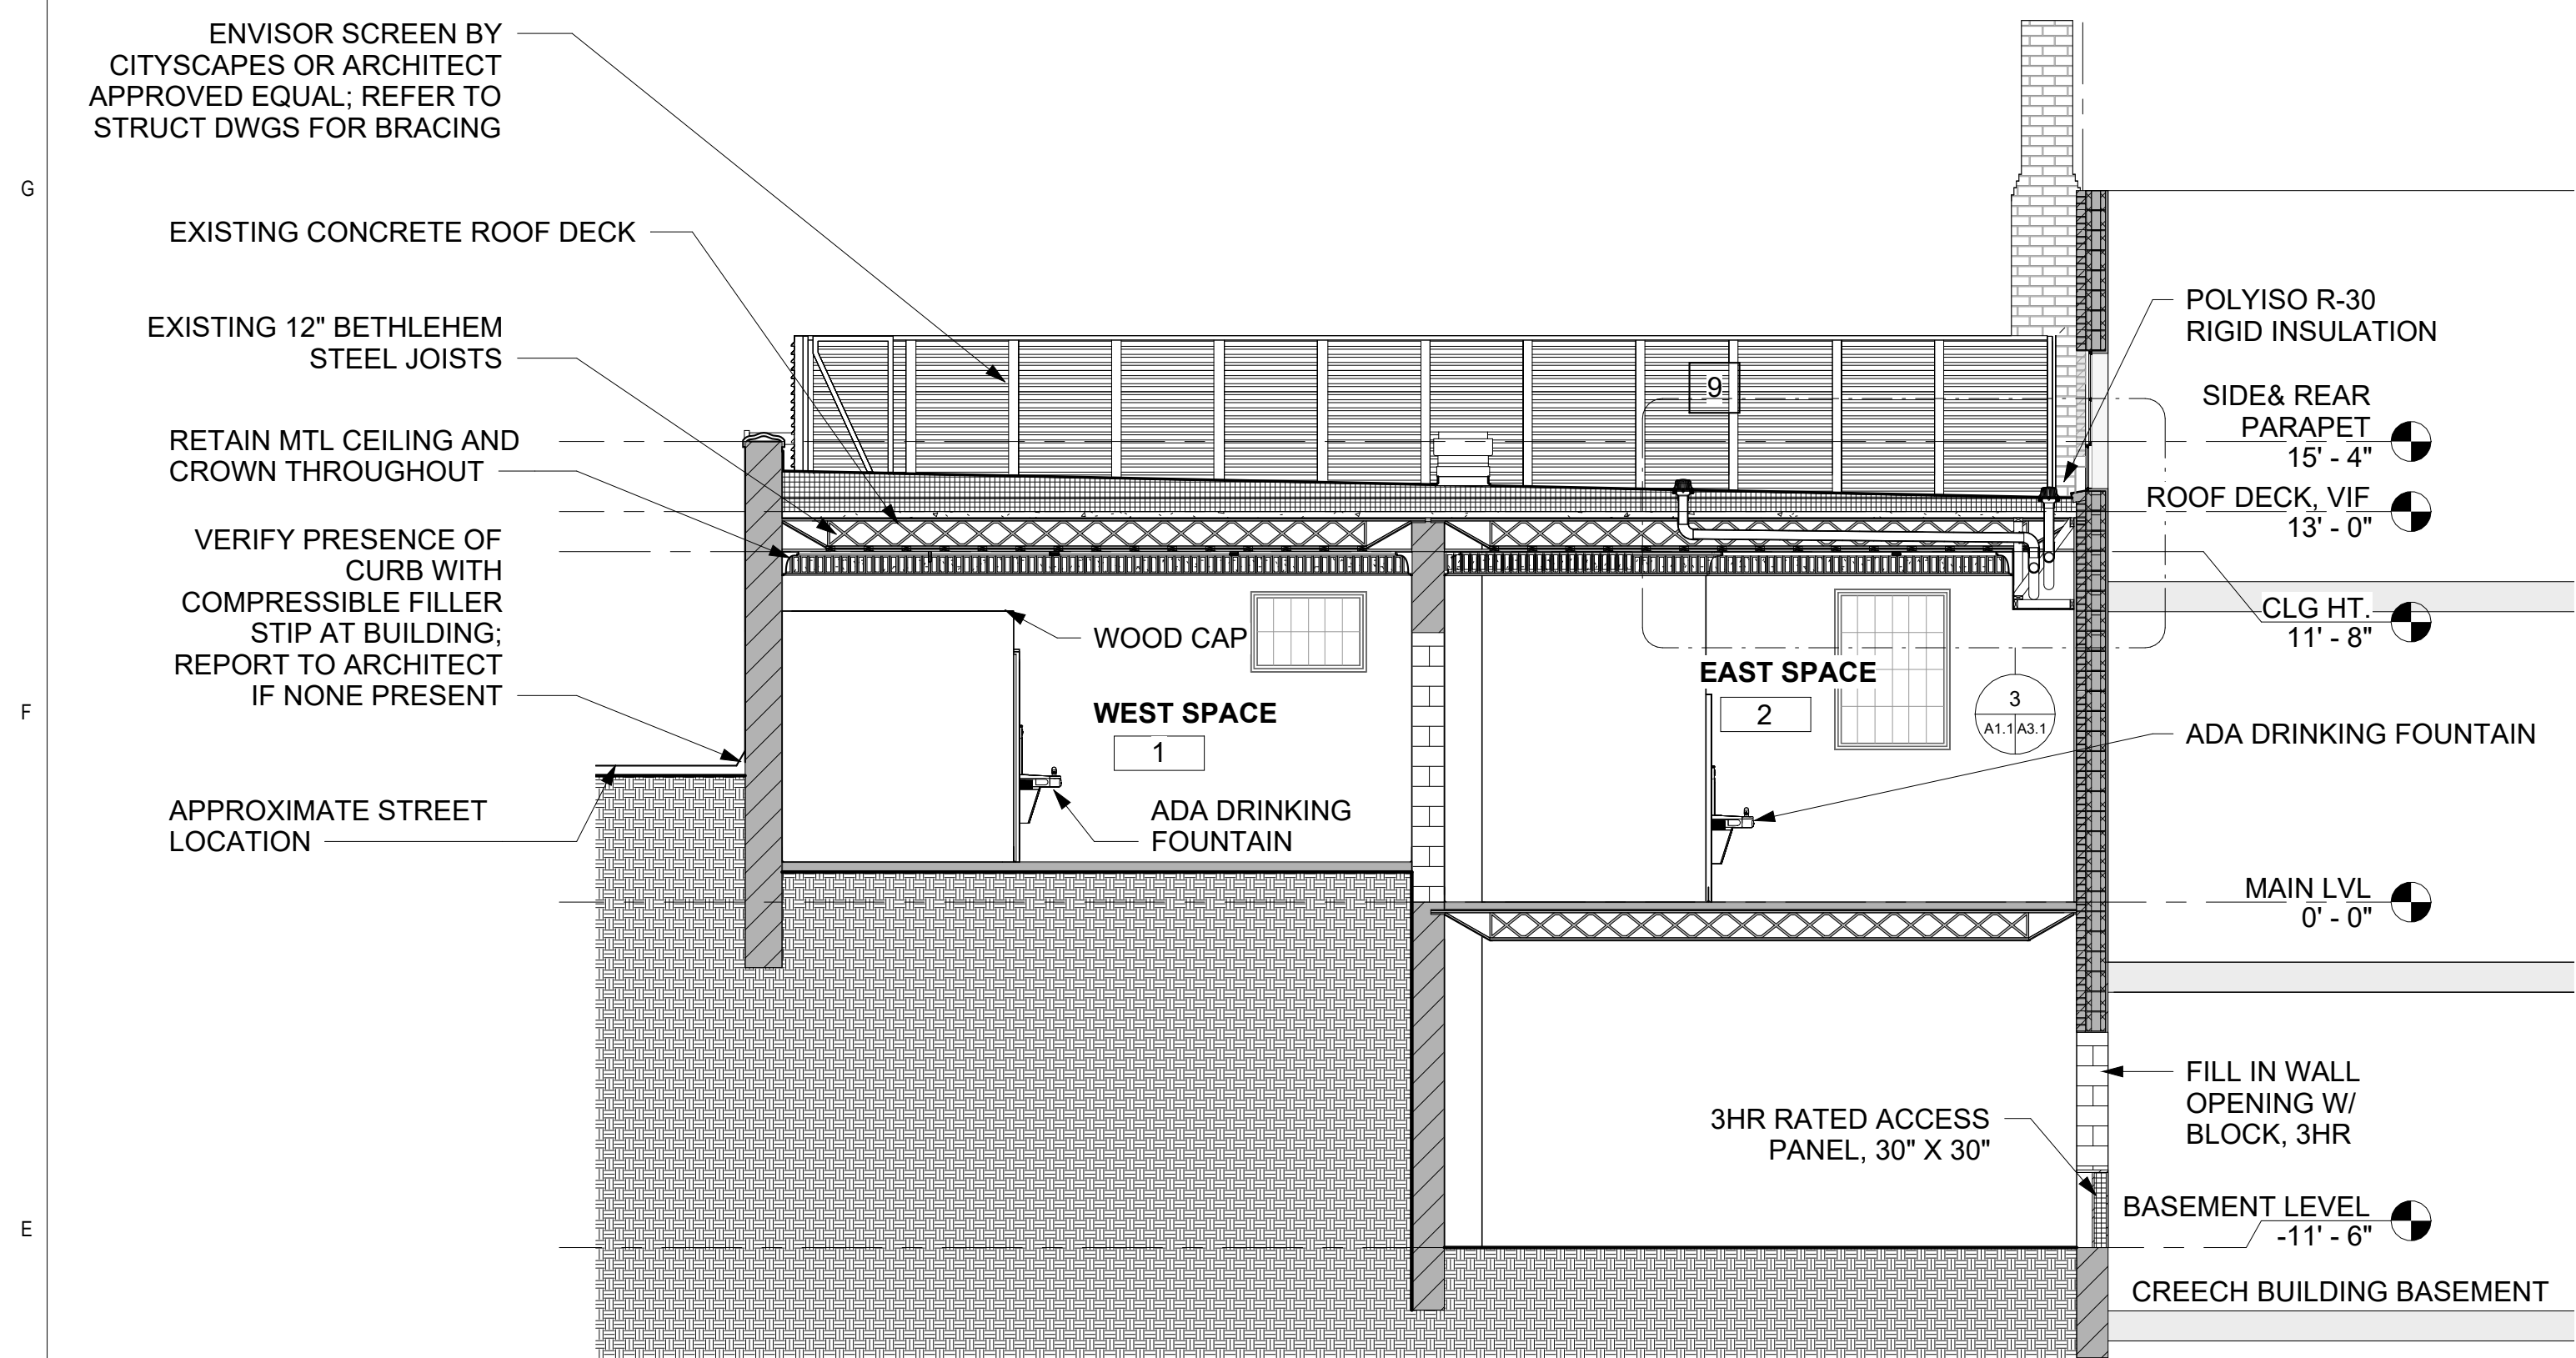 ENVISOR SCREEN BY
CITYSCAPES OR ARCHITECT
APPROVED EQUAL; REFER TO
STRUCT DWGS FOR BRACING
G
EXISTING CONCRETE ROOF DECK
EXISTING 12" BETHLEHEM
STEEL JOISTS
RETAIN MTL CEILING AND
CROWN THROUGHOUT
VERIFY PRESENCE OF
CURB WITH
COMPRESSIBLE FILLER
STIP AT BUILDING;
REPORT TO ARCHITECT
IF NONE PRESENT
F
APPROXIMATE STREET
LOCATION
E
WOOD CAP
WEST SPACE
1
ADA DRINKING
FOUNTAIN
9
EAST SPACE
2
3
A1.1 A3.1
3HR RATED ACCESS
PANEL, 30" X 30"
POLYISO R-30
RIGID INSULATION
SIDE& REAR
PARAPET
15' - 4"
ROOF DECK, VIF
13' - 0"
CLG HT.
11' - 8"
ADA DRINKING FOUNTAIN
MAIN LVL
0' - 0"
FILL IN WALL
OPENING W/
BLOCK, 3HR
BASEMENT LEVEL
-11' - 6"
CREECH BUILDING BASEMENT